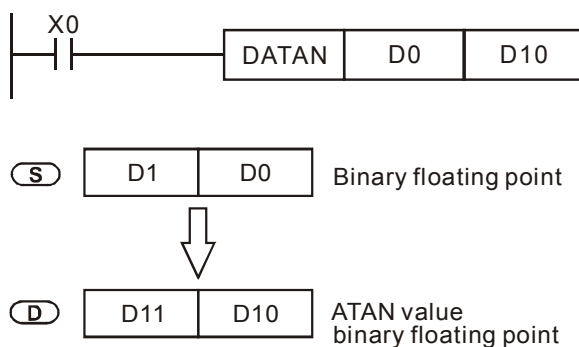 X0
DATAN D0 D10
S D1 D0 Binary floating point
D D11 D10 ATAN value
binary floating point